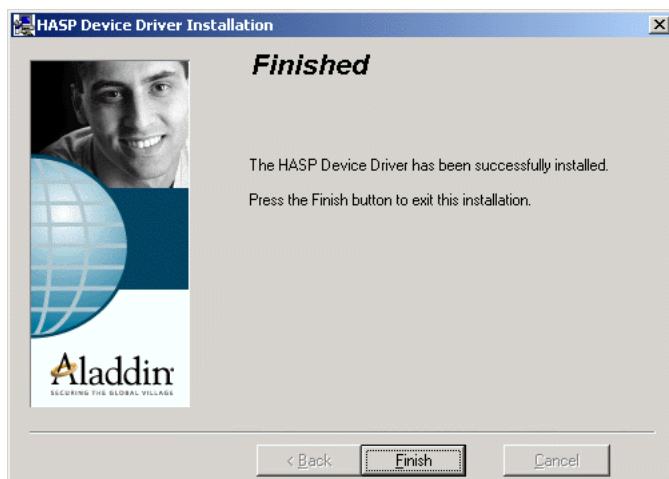 HASP Device Driver Installation
Finished
The HASP Device Driver has been successfully installed.
Press the Finish button to exit this installation.
Aladdin
SECURING THE GLOBAL VILLAGE
< Back
Finish
Cancel